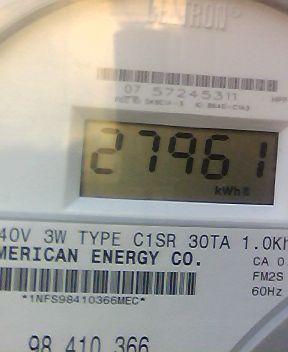 07 57245311
27961
kWh
40V 3W TYPE C1SR 30TA 1.0Kh
MERICAN ENERGY CO.
CA 0.
FM2S
*1NFS98410366MEC*
60Hz
98 410 366